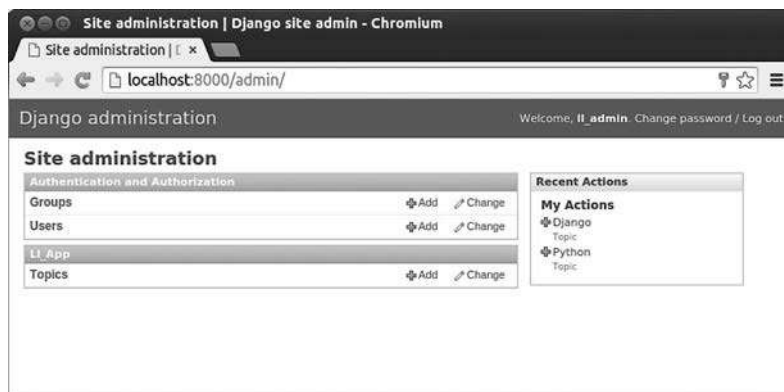 Site administration | Django site admin - Chromium
Site administration | D ×
localhost:8000/admin/
Django administration
Welcome, ll_admin. Change password / Log out
Site administration
Authentication and Authorization
Groups Add Change
Users Add Change
Ll_App
Topics Add Change
Recent Actions
My Actions
Django
Topic
Python
Topic